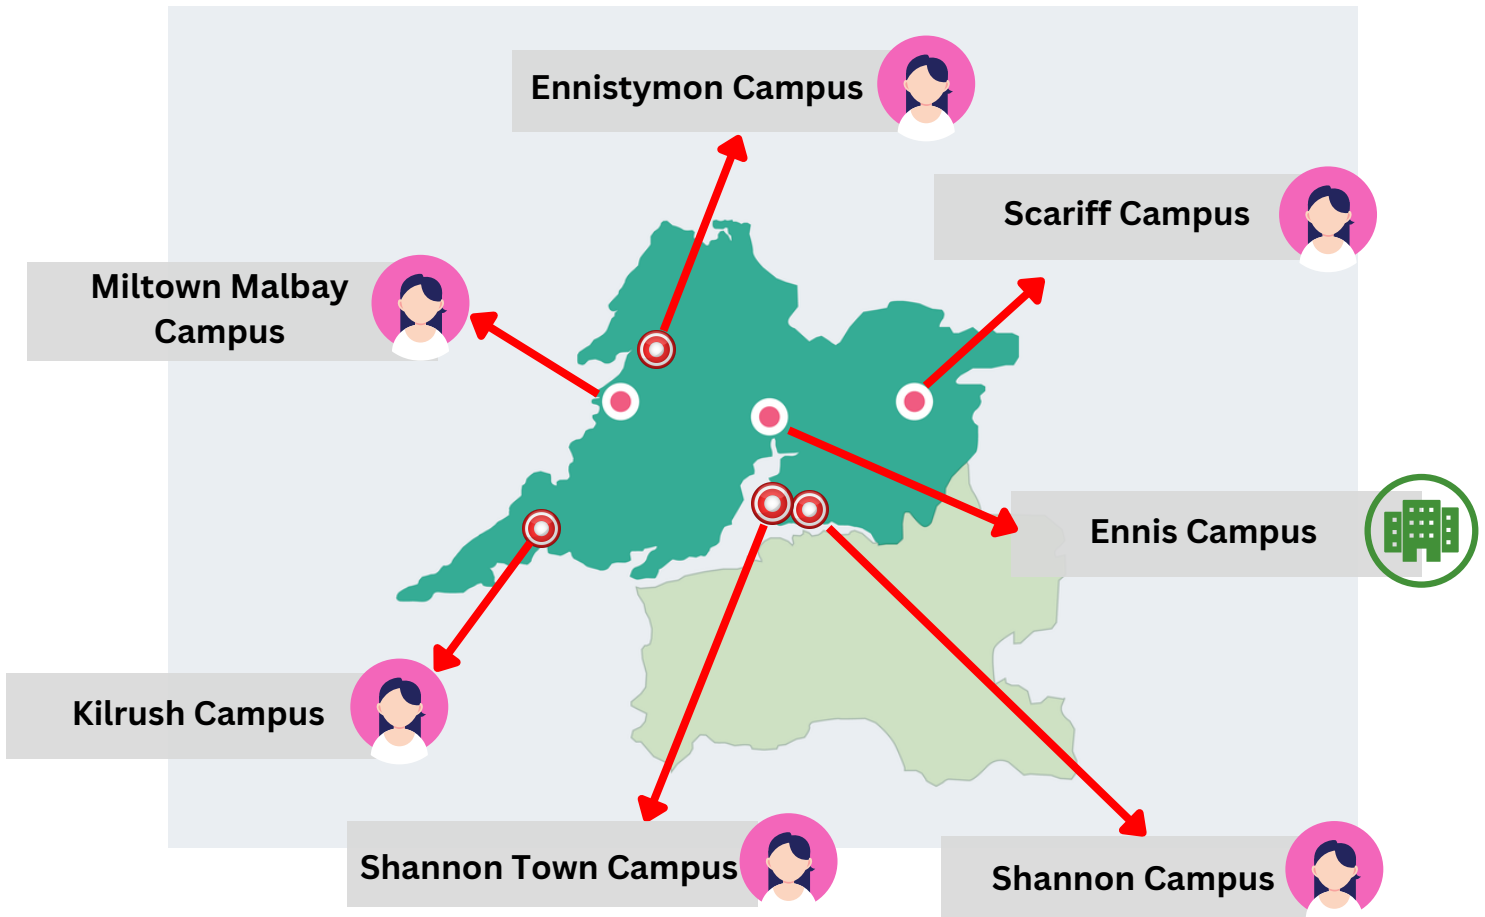 Ennistymon Campus
Scariff Campus
Miltown Malbay
Campus
Ennis Campus
Kilrush Campus
Shannon Town Campus
Shannon Campus